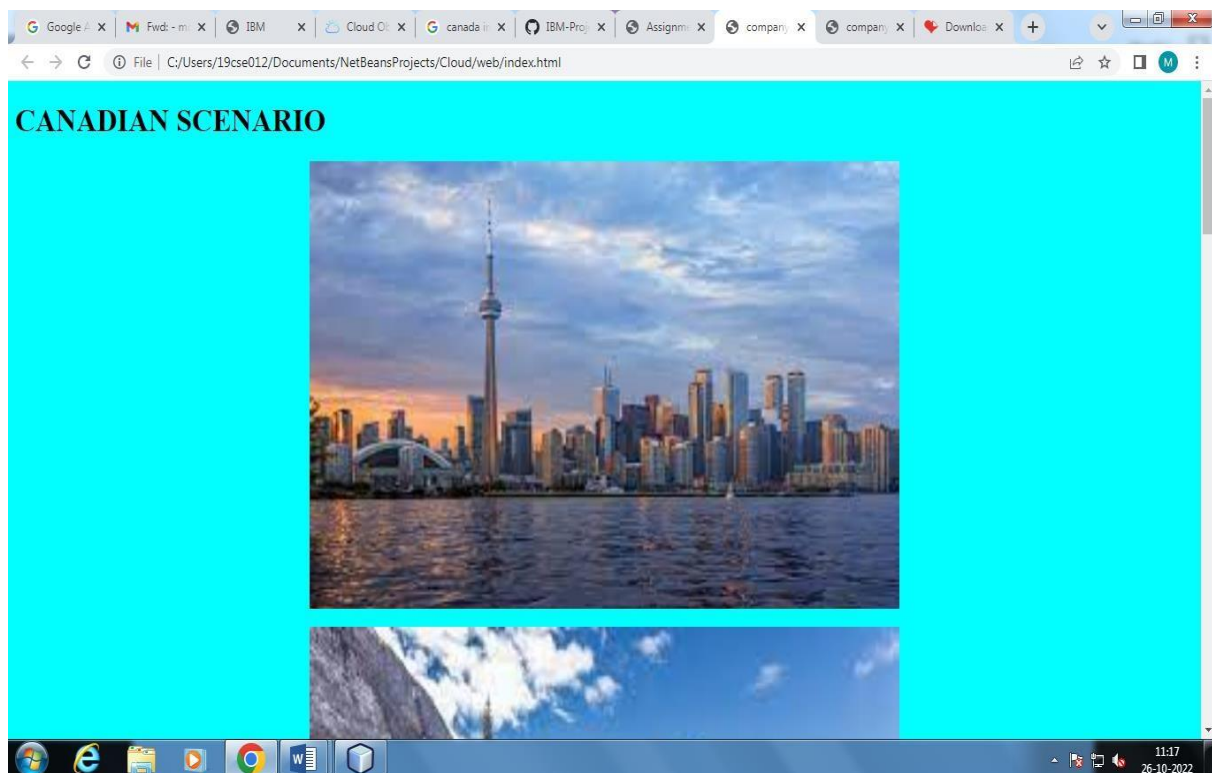 Google A
Fwd: - m
IBM
Cloud Ob
canada i
IBM-Proj
Assignm
company
company
Downloa
File | C:/Users/19cse012/Documents/NetBeansProjects/Cloud/web/index.html
M
CANADIAN SCENARIO
11:17
26-10-2022